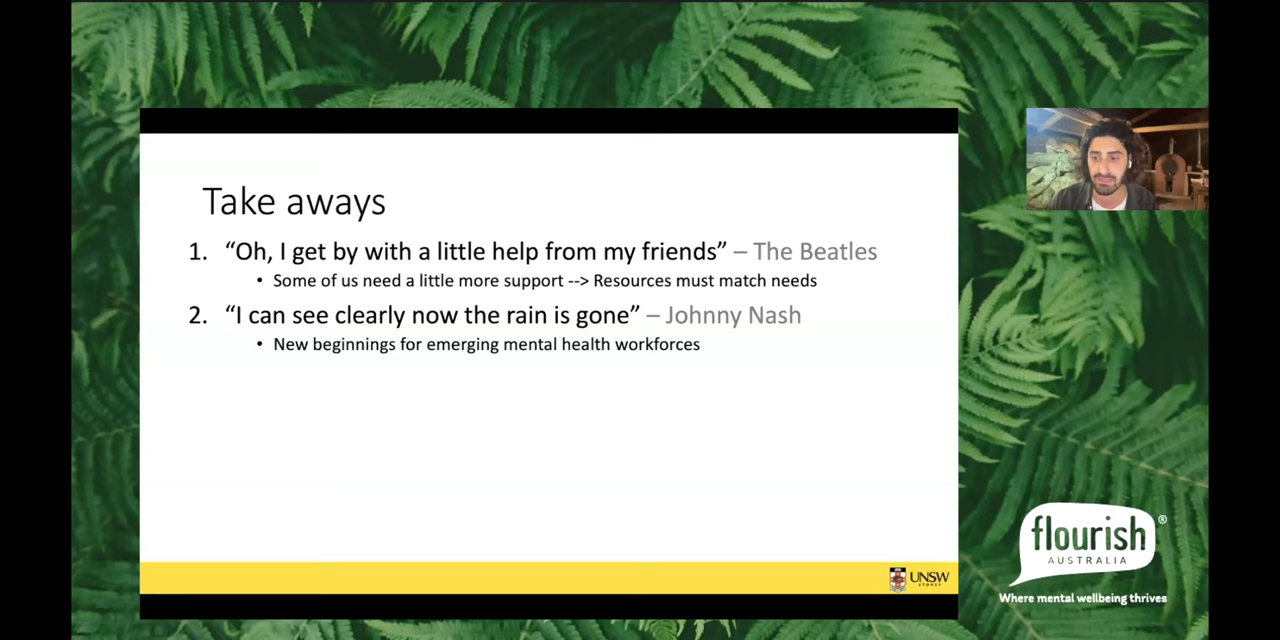 Take aways
1. “Oh, I get by with a little help from my friends” – The Beatles
• Some of us need a little more support --> Resources must match needs
2. “I can see clearly now the rain is gone” – Johnny Nash
• New beginnings for emerging mental health workforces
UNSW
SYDNEY
flourish®
AUSTRALIA
Where mental wellbeing thrives